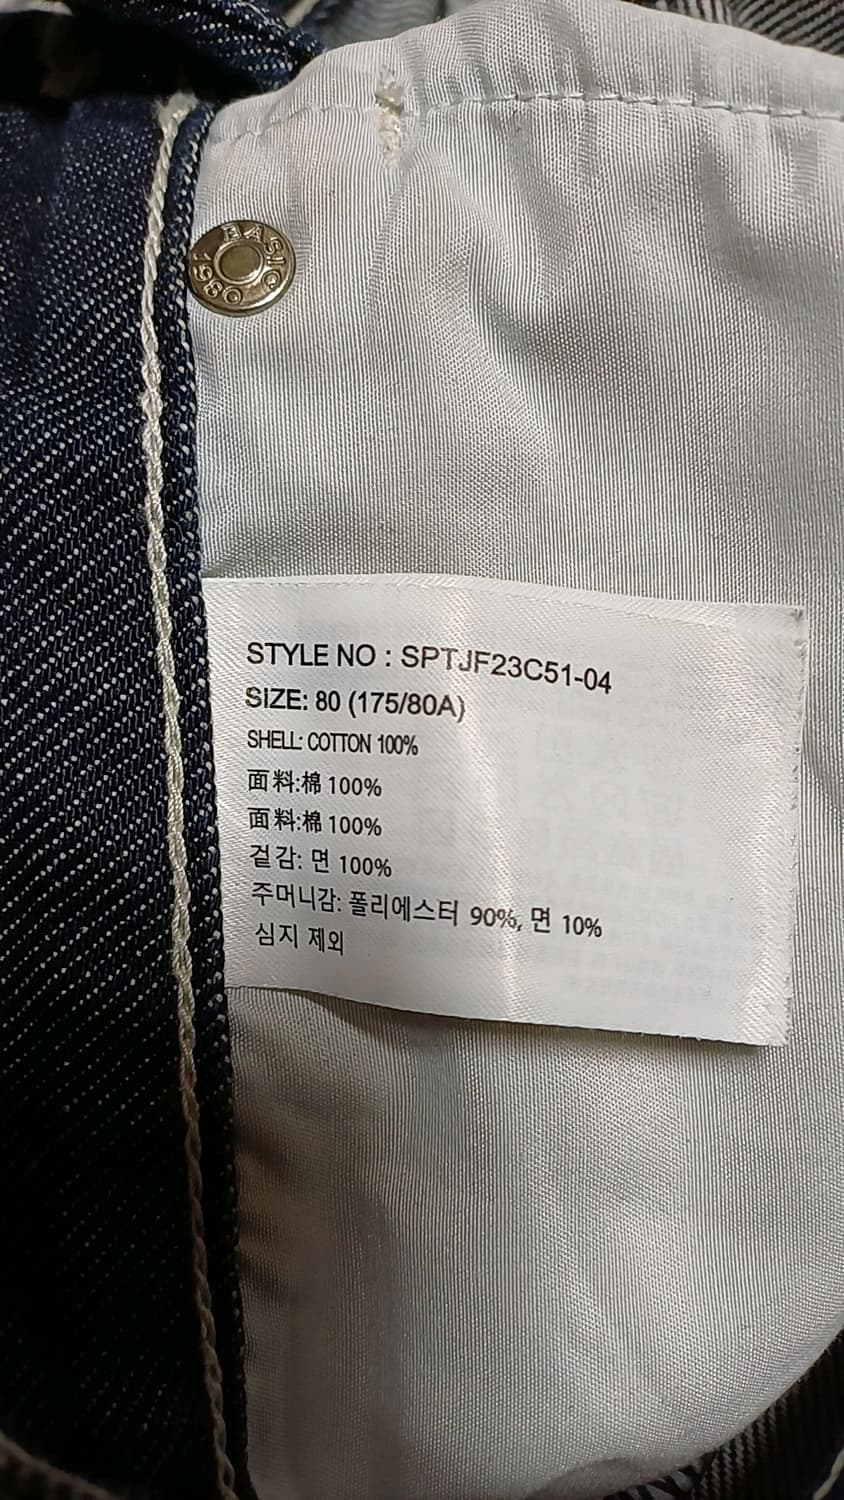 BASIC
1980
STYLE NO : SPTJF23C51-04
SIZE: 80 (175/80A)
SHELL: COTTON 100%
面料:棉 100%
面料:棉 100%
겉감: 면 100%
주머니감: 폴리에스터 90%, 면 10%
심지 제외